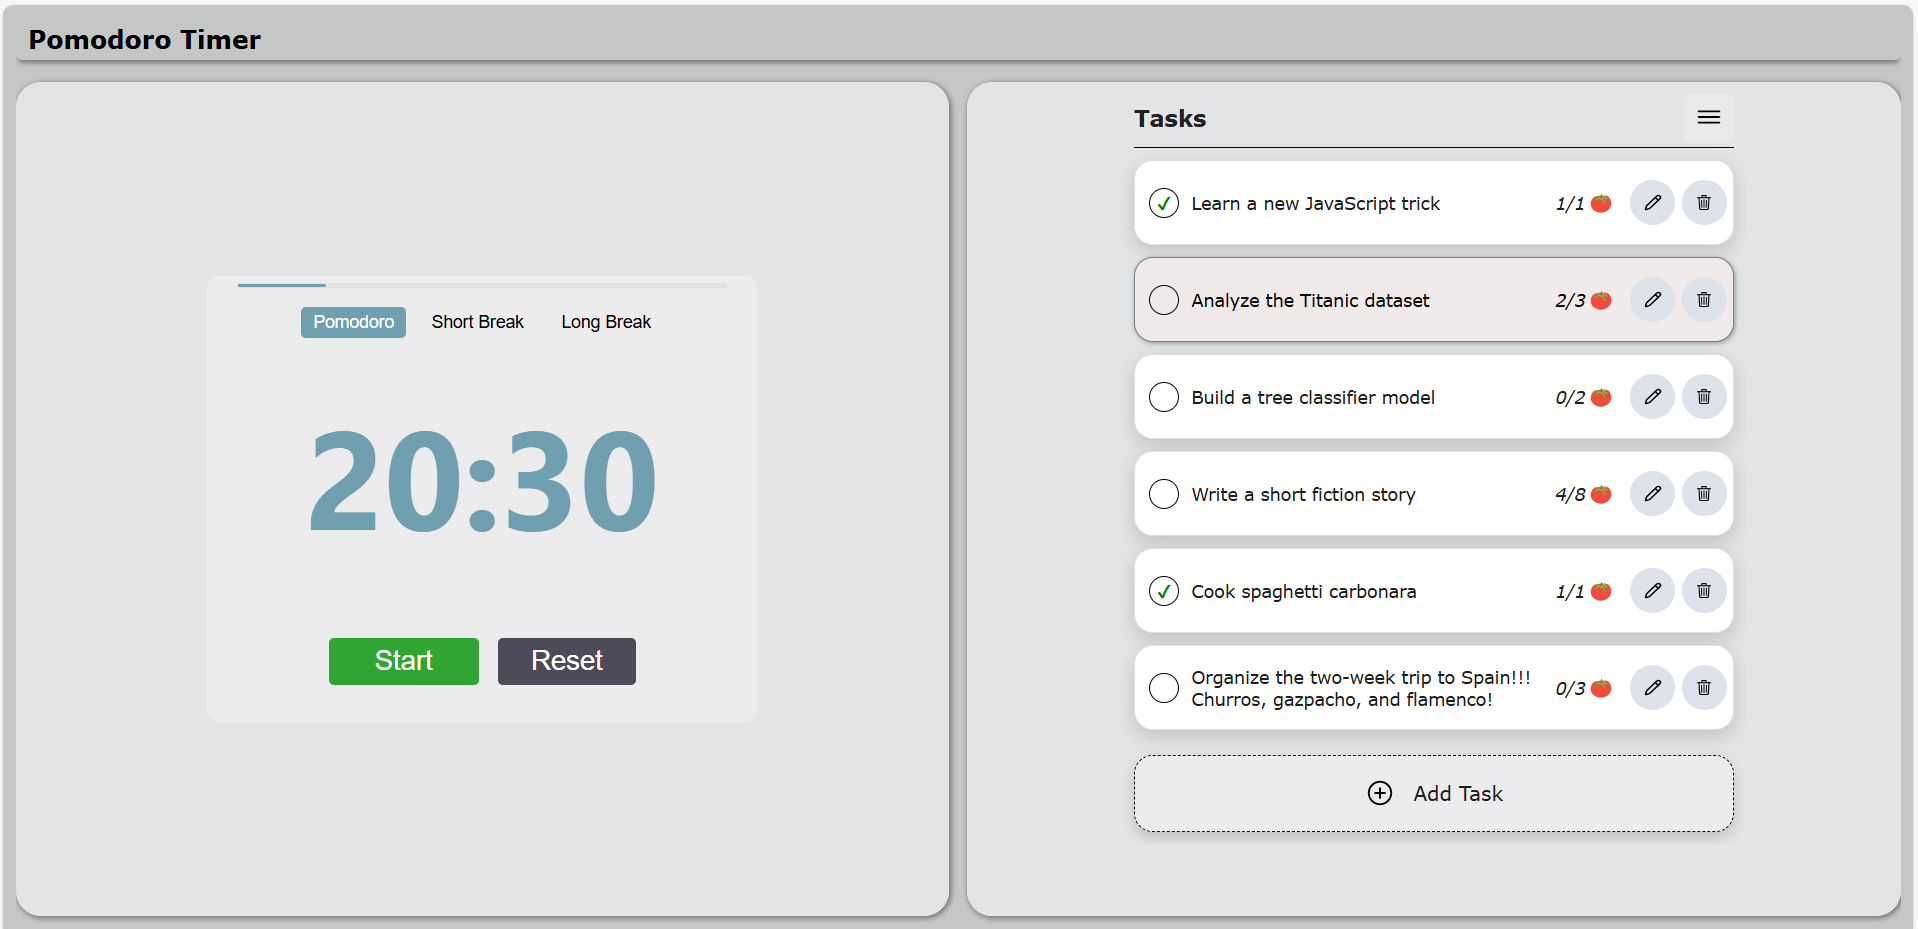 Pomodoro Timer
Pomodoro Short Break Long Break
20:30
Start Reset
Tasks
Learn a new JavaScript trick 1/1
Analyze the Titanic dataset 2/3
Build a tree classifier model 0/2
Write a short fiction story 4/8
Cook spaghetti carbonara 1/1
Organize the two-week trip to Spain!!!
Churros, gazpacho, and flamenco! 0/3
Add Task